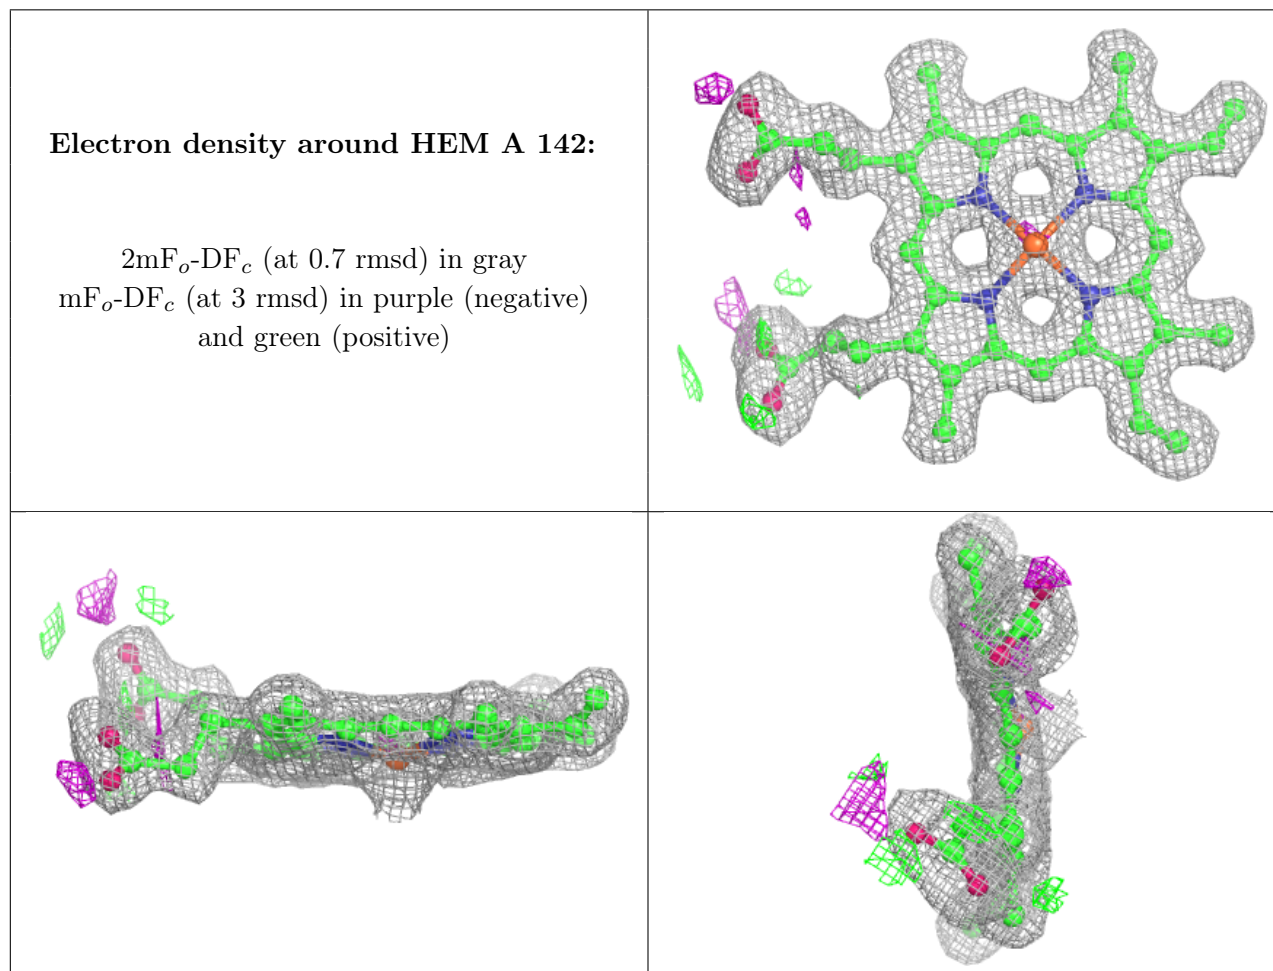 Electron density around HEM A 142:
2mFo-DFc (at 0.7 rmsd) in gray
mFo-DFc (at 3 rmsd) in purple (negative)
and green (positive)